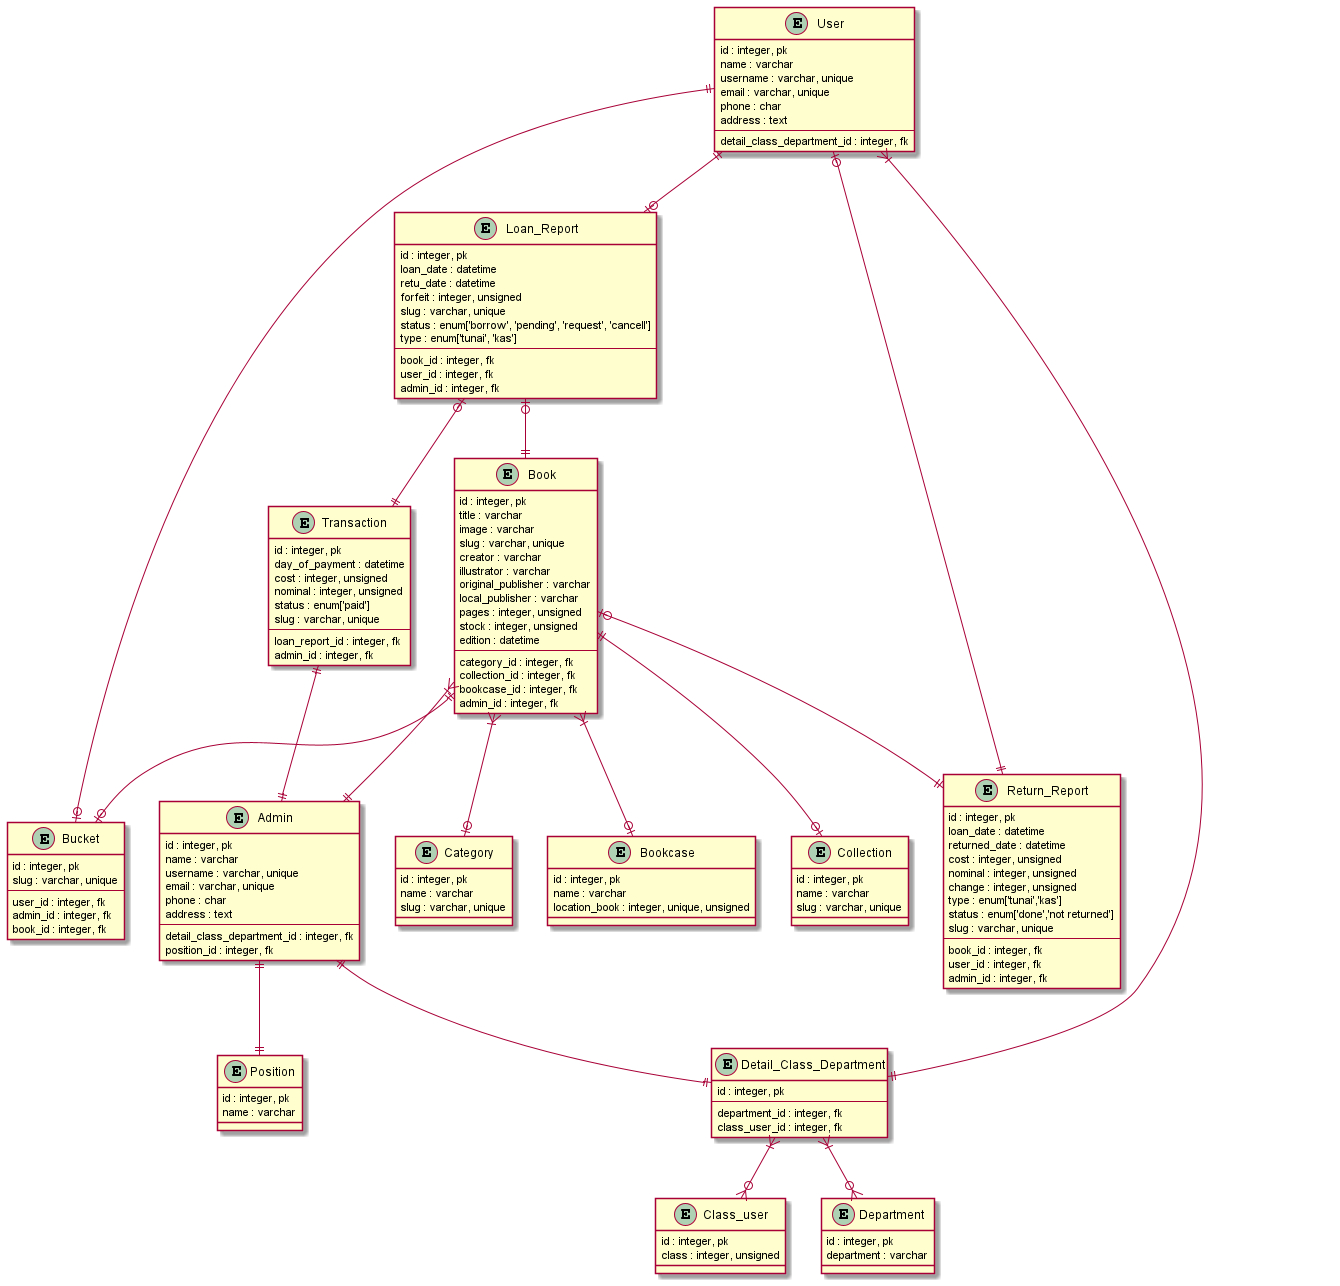 E User
id : integer, pk
name : varchar
username : varchar, unique
email : varchar, unique
phone : char
address : text
detail_class_department_id : integer, fk
E Loan_Report
id : integer, pk
loan_date : datetime
retu_date : datetime
forfeit : integer, unsigned
slug : varchar, unique
status : enum['borrow', 'pending', 'request', 'cancell']
type : enum['tunai', 'kas']
book_id : integer, fk
user_id : integer, fk
admin_id : integer, fk
E Book
id : integer, pk
title : varchar
image : varchar
slug : varchar, unique
creator : varchar
illustrator : varchar
original_publisher : varchar
local_publisher : varchar
pages : integer, unsigned
stock : integer, unsigned
edition : datetime
category_id : integer, fk
collection_id : integer, fk
bookcase_id : integer, fk
admin_id : integer, fk
E Transaction
id : integer, pk
day_of_payment : datetime
cost : integer, unsigned
nominal : integer, unsigned
status : enum['paid']
slug : varchar, unique
loan_report_id : integer, fk
admin_id : integer, fk
E Return_Report
id : integer, pk
loan_date : datetime
returned_date : datetime
cost : integer, unsigned
nominal : integer, unsigned
change : integer, unsigned
type : enum['tunai','kas']
status : enum['done','not returned']
slug : varchar, unique
book_id : integer, fk
user_id : integer, fk
admin_id : integer, fk
E Bucket
id : integer, pk
slug : varchar, unique
user_id : integer, fk
admin_id : integer, fk
book_id : integer, fk
E Admin
id : integer, pk
name : varchar
username : varchar, unique
email : varchar, unique
phone : char
address : text
detail_class_department_id : integer, fk
position_id : integer, fk
E Category
id : integer, pk
name : varchar
slug : varchar, unique
E Bookcase
id : integer, pk
name : varchar
location_book : integer, unique, unsigned
E Collection
id : integer, pk
name : varchar
slug : varchar, unique
E Position
id : integer, pk
name : varchar
E Detail_Class_Department
id : integer, pk
department_id : integer, fk
class_user_id : integer, fk
E Class_user
id : integer, pk
class : integer, unsigned
E Department
id : integer, pk
department : varchar